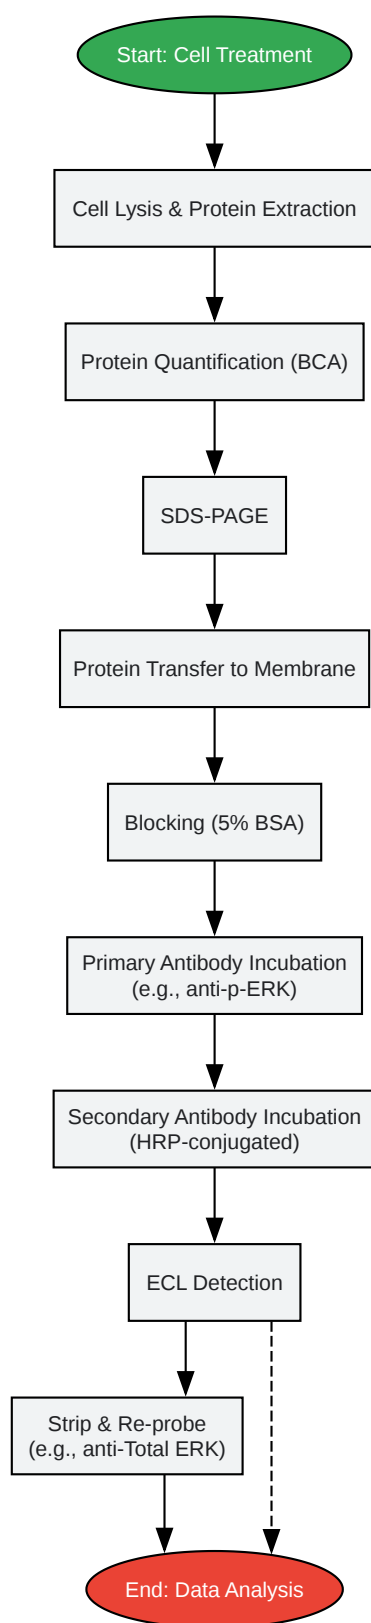 Start: Cell Treatment
Cell Lysis & Protein Extraction
Protein Quantification (BCA)
SDS-PAGE
Protein Transfer to Membrane
Blocking (5% BSA)
Primary Antibody Incubation
(e.g., anti-p-ERK)
Secondary Antibody Incubation
(HRP-conjugated)
ECL Detection
Strip & Re-probe
(e.g., anti-Total ERK)
End: Data Analysis